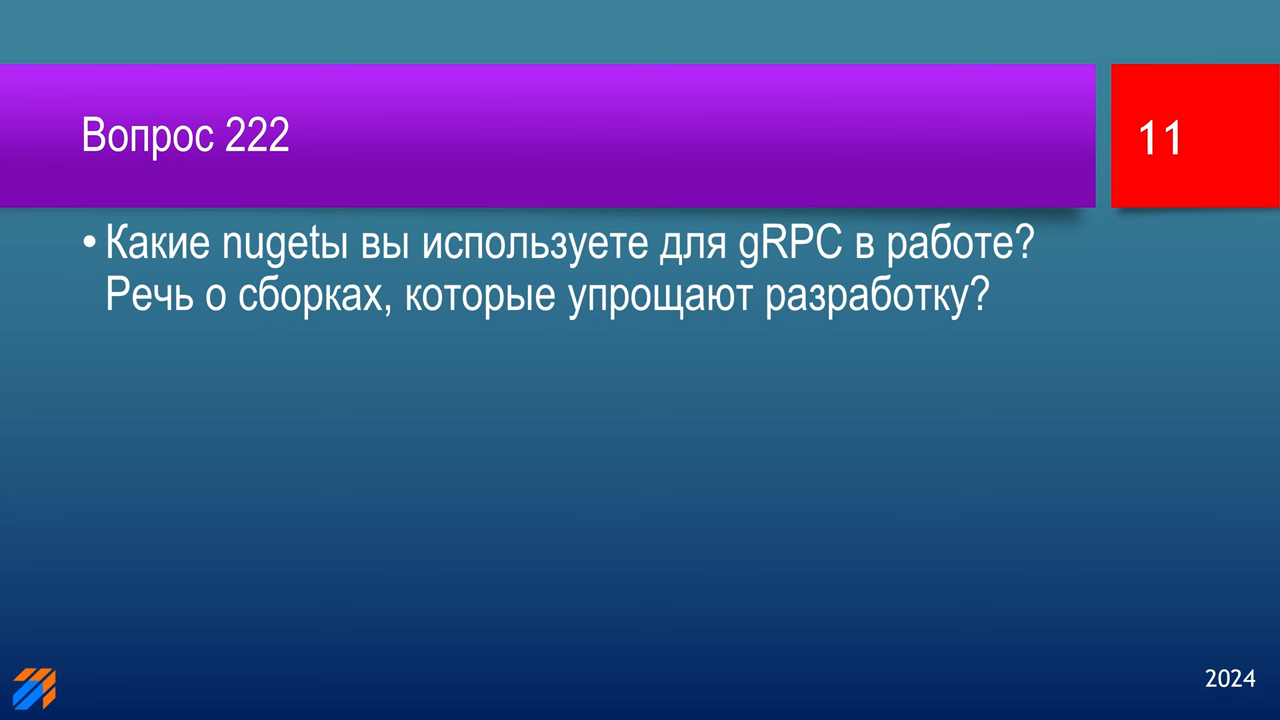 Вопрос 222
11
• Какие nugetы вы используете для gRPC в работе?
Речь о сборках, которые упрощают разработку?
2024